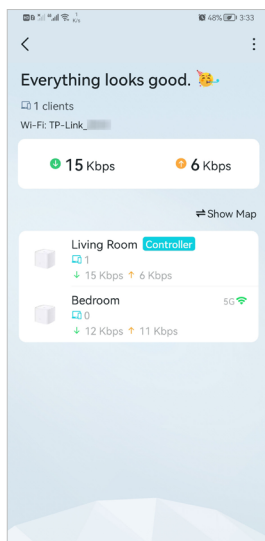 1 K/s
48% 3:33
Everything looks good.
1 clients
Wi-Fi: TP-Link_
15 Kbps 6 Kbps
Show Map
Living Room Controller
1
15 Kbps 6 Kbps
Bedroom 5G
0
12 Kbps 11 Kbps